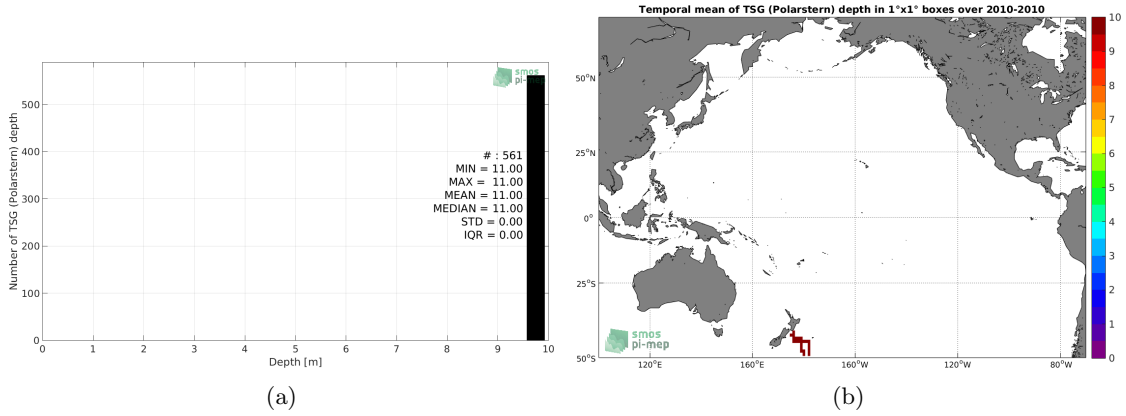 Temporal mean of TSG (Polarstern) depth in 1°x1° boxes over 2010-2010
smos
pi-mep
Number of TSG (Polarstern) depth
500
400
300
200
100
0
# : 561
MIN = 11.00
MAX = 11.00
MEAN = 11.00
MEDIAN = 11.00
STD = 0.00
IQR = 0.00
0 1 2 3 4 5 6 7 8 9 10
Depth [m]
(a)
50°N
25°N
0°
25°S
50°S
smos
pi-mep
120°E 160°E 160°W 120°W 80°W
10
9
8
7
6
5
4
3
2
1
0
(b)